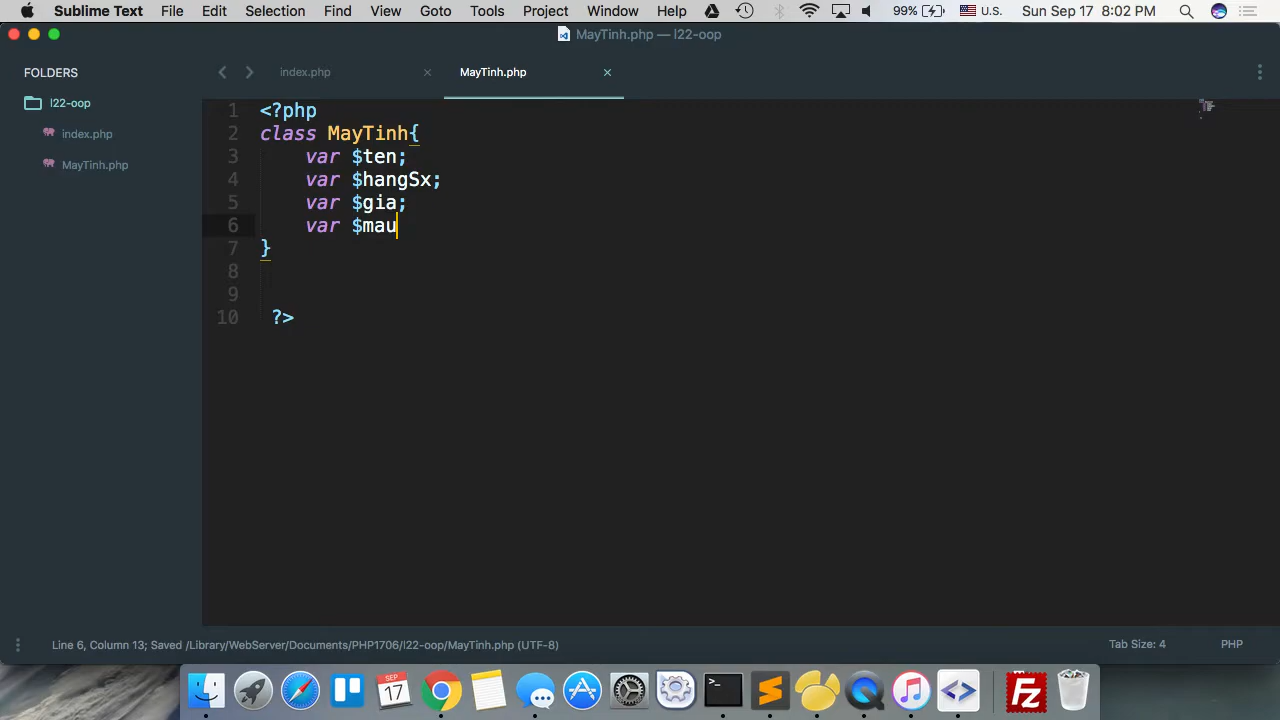 Sublime Text File Edit Selection Find View Goto Tools Project Window Help 99% U.S. Sun Sep 17 8:02 PM
MayTinh.php — l22-oop
FOLDERS
l22-oop
index.php
MayTinh.php
index.php MayTinh.php
1 <?php
2 class MayTinh{
3 var $ten;
4 var $hangSx;
5 var $gia;
6 var $mau
7 }
8
9
10 ?>
Line 6, Column 13; Saved /Library/WebServer/Documents/PHP1706/l22-oop/MayTinh.php (UTF-8) Tab Size: 4 PHP
SEP
17
Fz